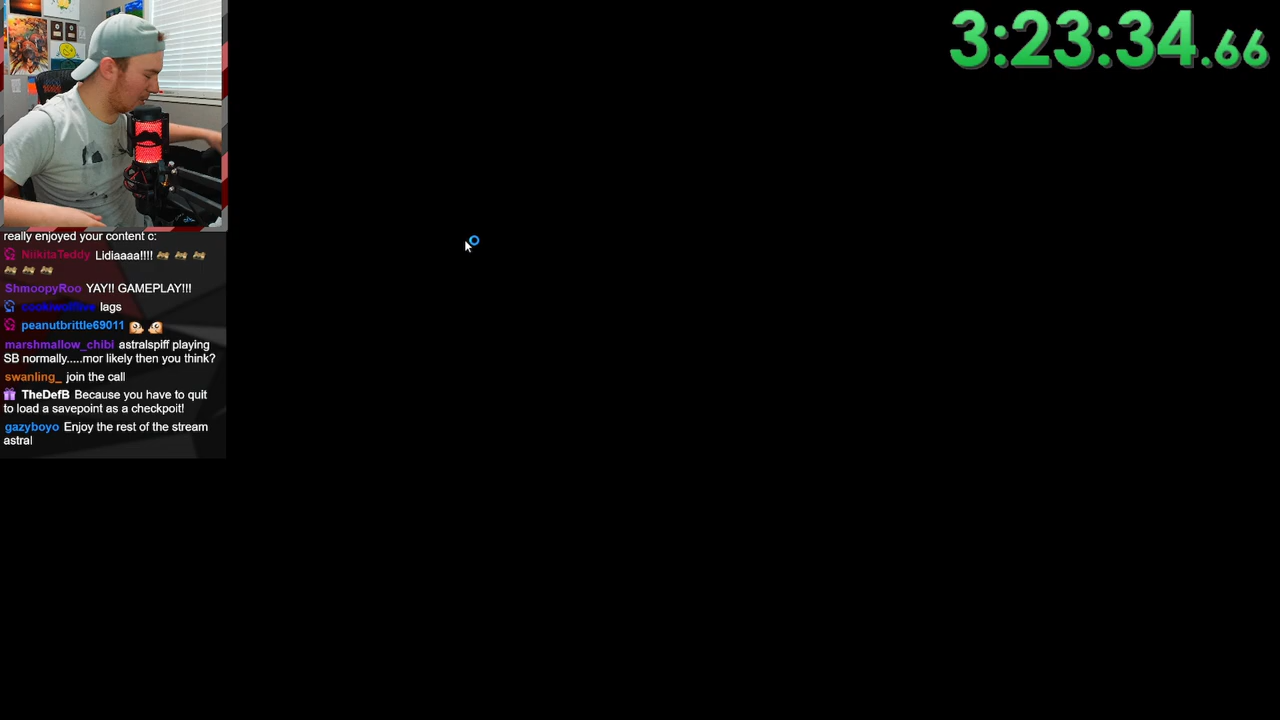 3:23:34.66
really enjoyed your content c:
NiikitaTeddy Lidiaaaa!!!!
ShmoopyRoo YAY!! GAMEPLAY!!!
cookiwolffive lags
peanutbrittle69011
marshmallow_chibi astralspiff playing
SB normally.....mor likely then you think?
swanling_ join the call
TheDefB Because you have to quit
to load a savepoint as a checkpoit!
gazyboyo Enjoy the rest of the stream
astral